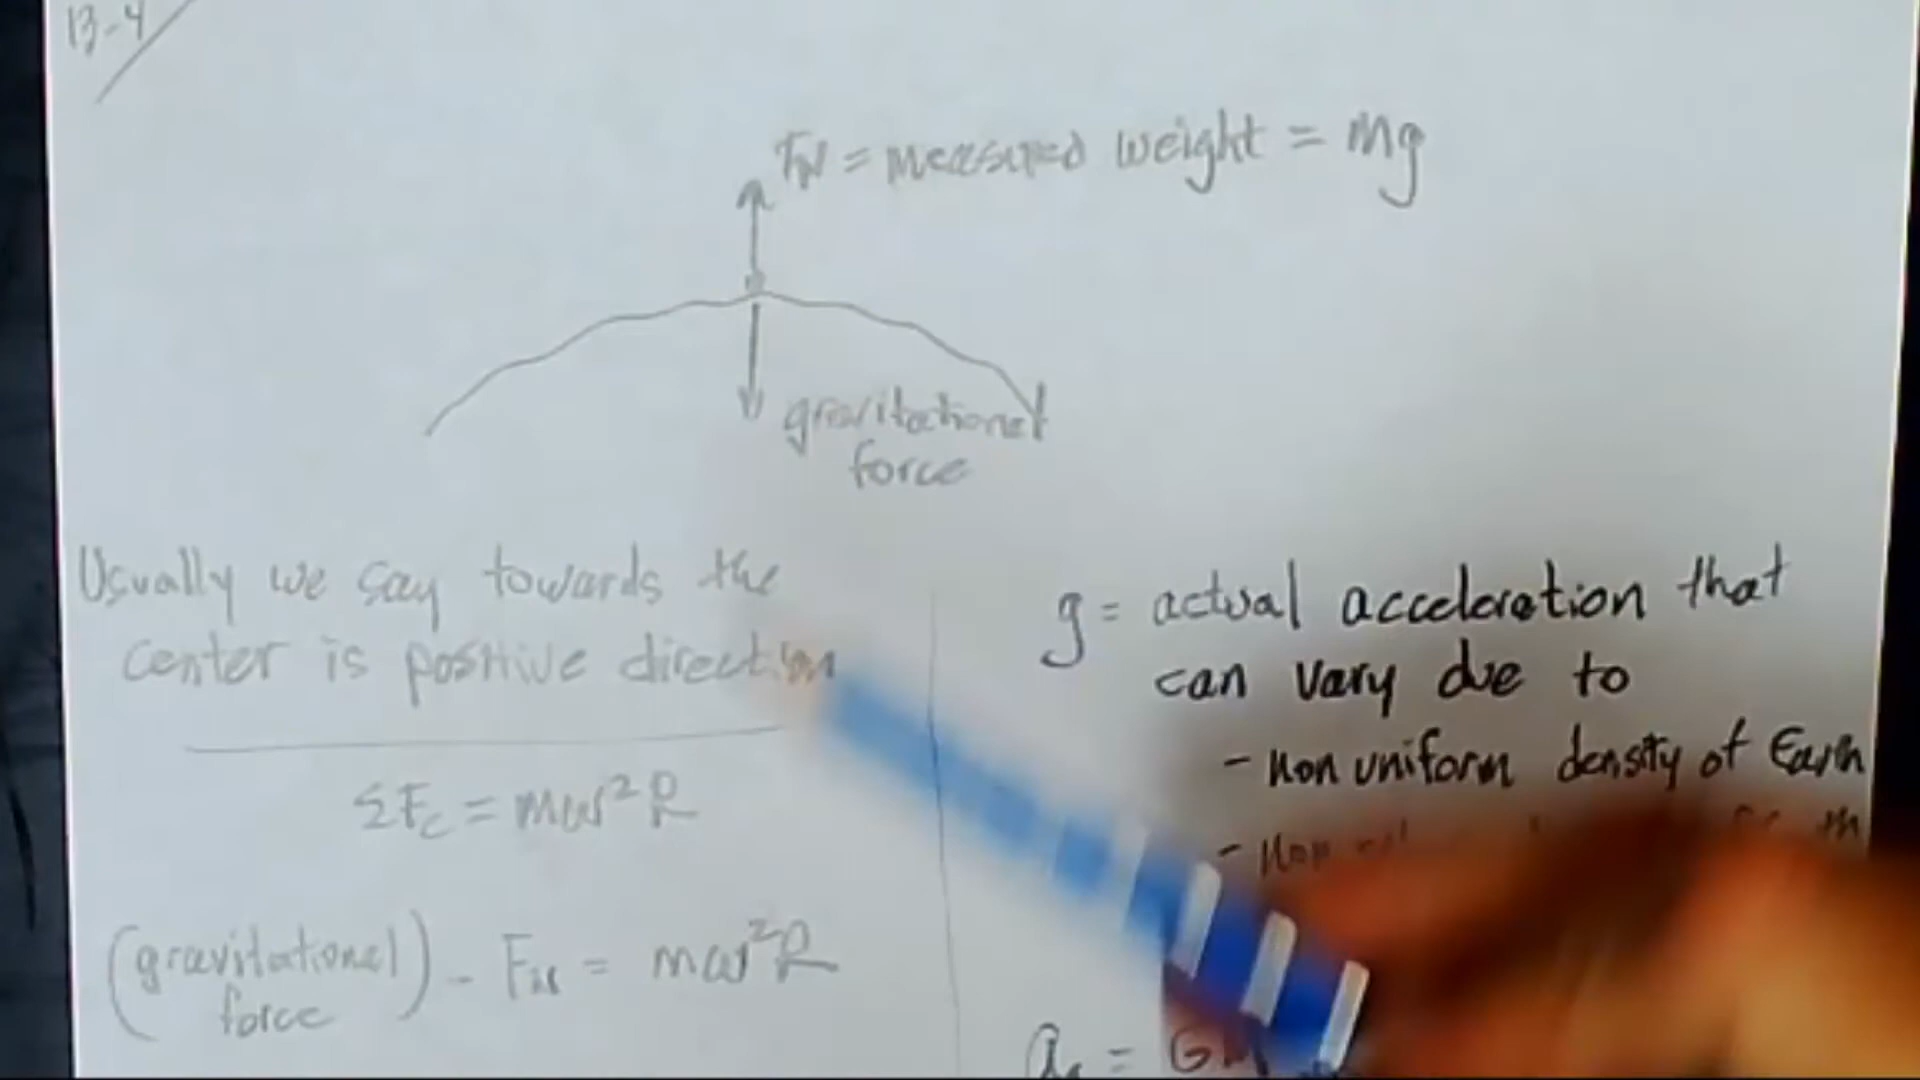 13-4
FN = measured weight = mg
gravitational
force
Usually we say towards the
center is positive direction
ΣFc = mω²R
(gravitational force) - FN = mω²R
g = actual acceleration that
can vary due to
- non uniform density of Earth
- non
= G